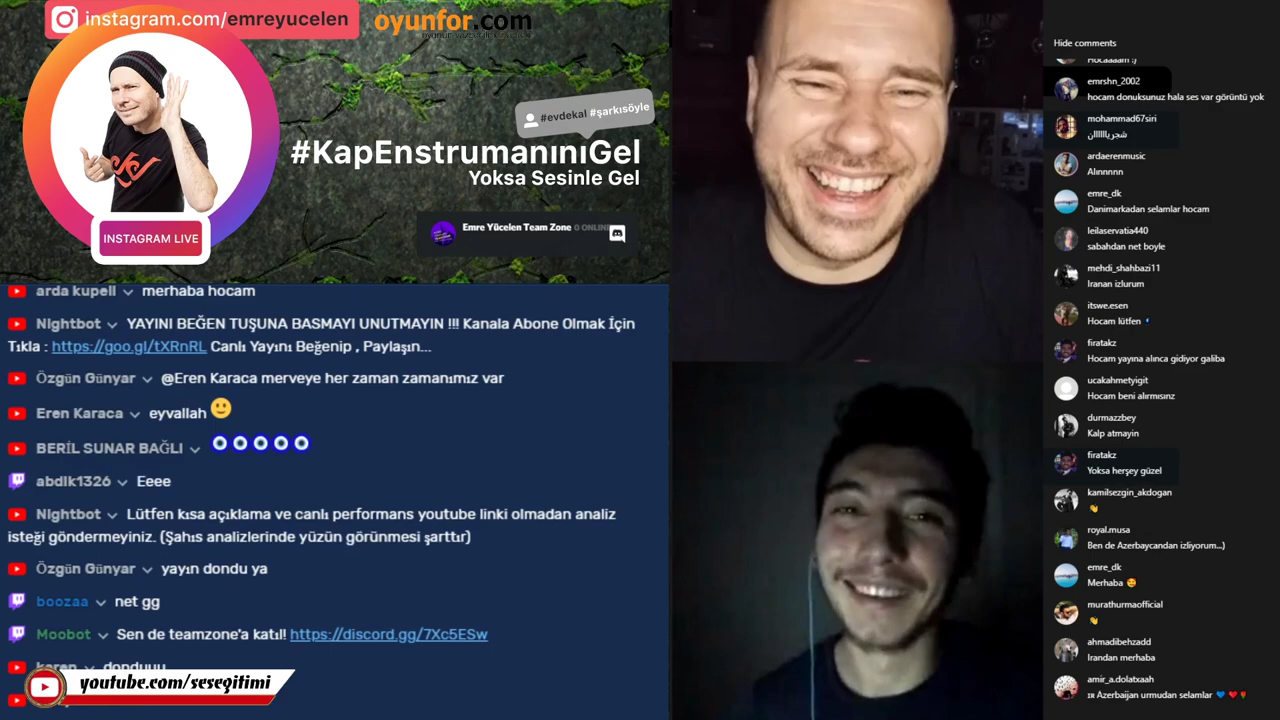 instagram.com/emreyucelen
oyunfor.com
#evdekal #şarkısöyle
#KapEnstrumanınıGel
Yoksa Sesinle Gel
INSTAGRAM LIVE
Emre Yücelen Team Zone 0 ONLINE
arda kupeli merhaba hocam
Nightbot YAYINI BEĞEN TUŞUNA BASMAYI UNUTMAYIN !!! Kanala Abone Olmak İçin
Tıkla : https://goo.gl/tXRnRL Canlı Yayını Beğenip , Paylaşın...
Özgün Günyar @Eren Karaca merveye her zaman zamanımız var
Eren Karaca eyvallah 🙂
BERİL SUNAR BAĞLI 🧿🧿🧿🧿🧿
abdlk1326 Eeee
Nightbot Lütfen kısa açıklama ve canlı performans youtube linki olmadan analiz
isteği göndermeyiniz. (Şahıs analizlerinde yüzün görünmesi şarttır)
Özgün Günyar yayın dondu ya
boozaa net gg
Moobot Sen de teamzone'a katıl! https://discord.gg/7Xc5ESw
karen donduuu
youtube.com/sesegitimi
Hide comments
Hocaaaam :)
emrshn_2002
hocam donuksunuz hala ses var görüntü yok
mohammad67siri
شجریااااااان
ardaerenmusic
Alınnnnn
emre_dk
Danimarkadan selamlar hocam
leilaservatia440
sabahdan net boyle
mehdi_shahbazi11
Iranan izlurum
itswe.esen
Hocam lütfen
firatakz
Hocam yayına alınca gidiyor galiba
ucakahmetyigit
Hocam beni alırmısınz
durmazzbey
Kalp atmayin
firatakz
Yoksa herşey güzel
kamilsezgin_akdogan
👏
royal.musa
Ben de Azerbaycandan izliyorum...)
emre_dk
Merhaba 🥰
murathurmaofficial
👏
ahmadibehzadd
Irandan merhaba
amir_a.dolatxaah
🇮🇷 Azerbaijan urmudan selamlar 💙❤️🌹